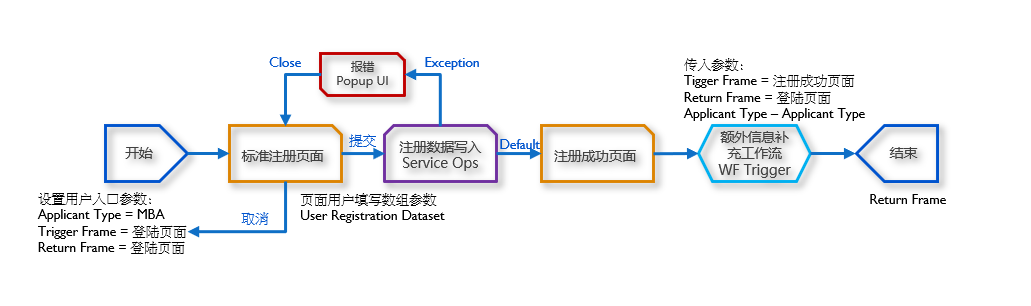 Close
报错
Popup UI
Exception
传入参数：
Tigger Frame = 注册成功页面
Return Frame = 登陆页面
Applicant Type – Applicant Type
开始
标准注册页面
提交
注册数据写入
Service Ops
Default
注册成功页面
额外信息补
充工作流
WF Trigger
结束
设置用户入口参数：
Applicant Type = MBA
Trigger Frame = 登陆页面
Return Frame = 登陆页面
取消
页面用户填写数组参数
User Registration Dataset
Return Frame